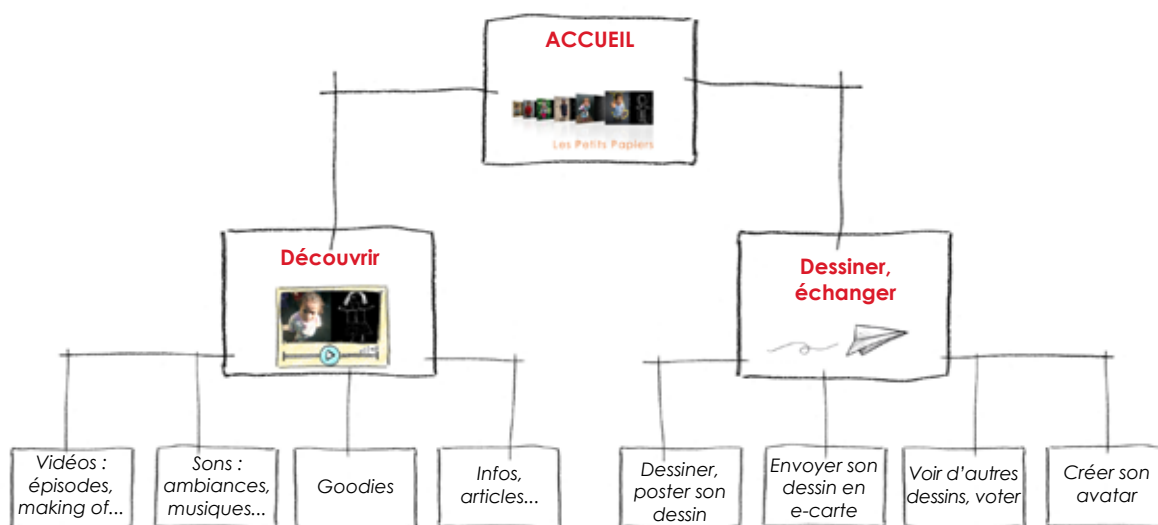 ACCUEIL
Les Petits Papiers
Découvrir
Dessiner,
échanger
Vidéos :
épisodes,
making of...
Sons :
ambiances,
musiques...
Goodies
Infos,
articles...
Dessiner,
poster son
dessin
Envoyer son
dessin en
e-carte
Voir d’autres
dessins, voter
Créer son
avatar